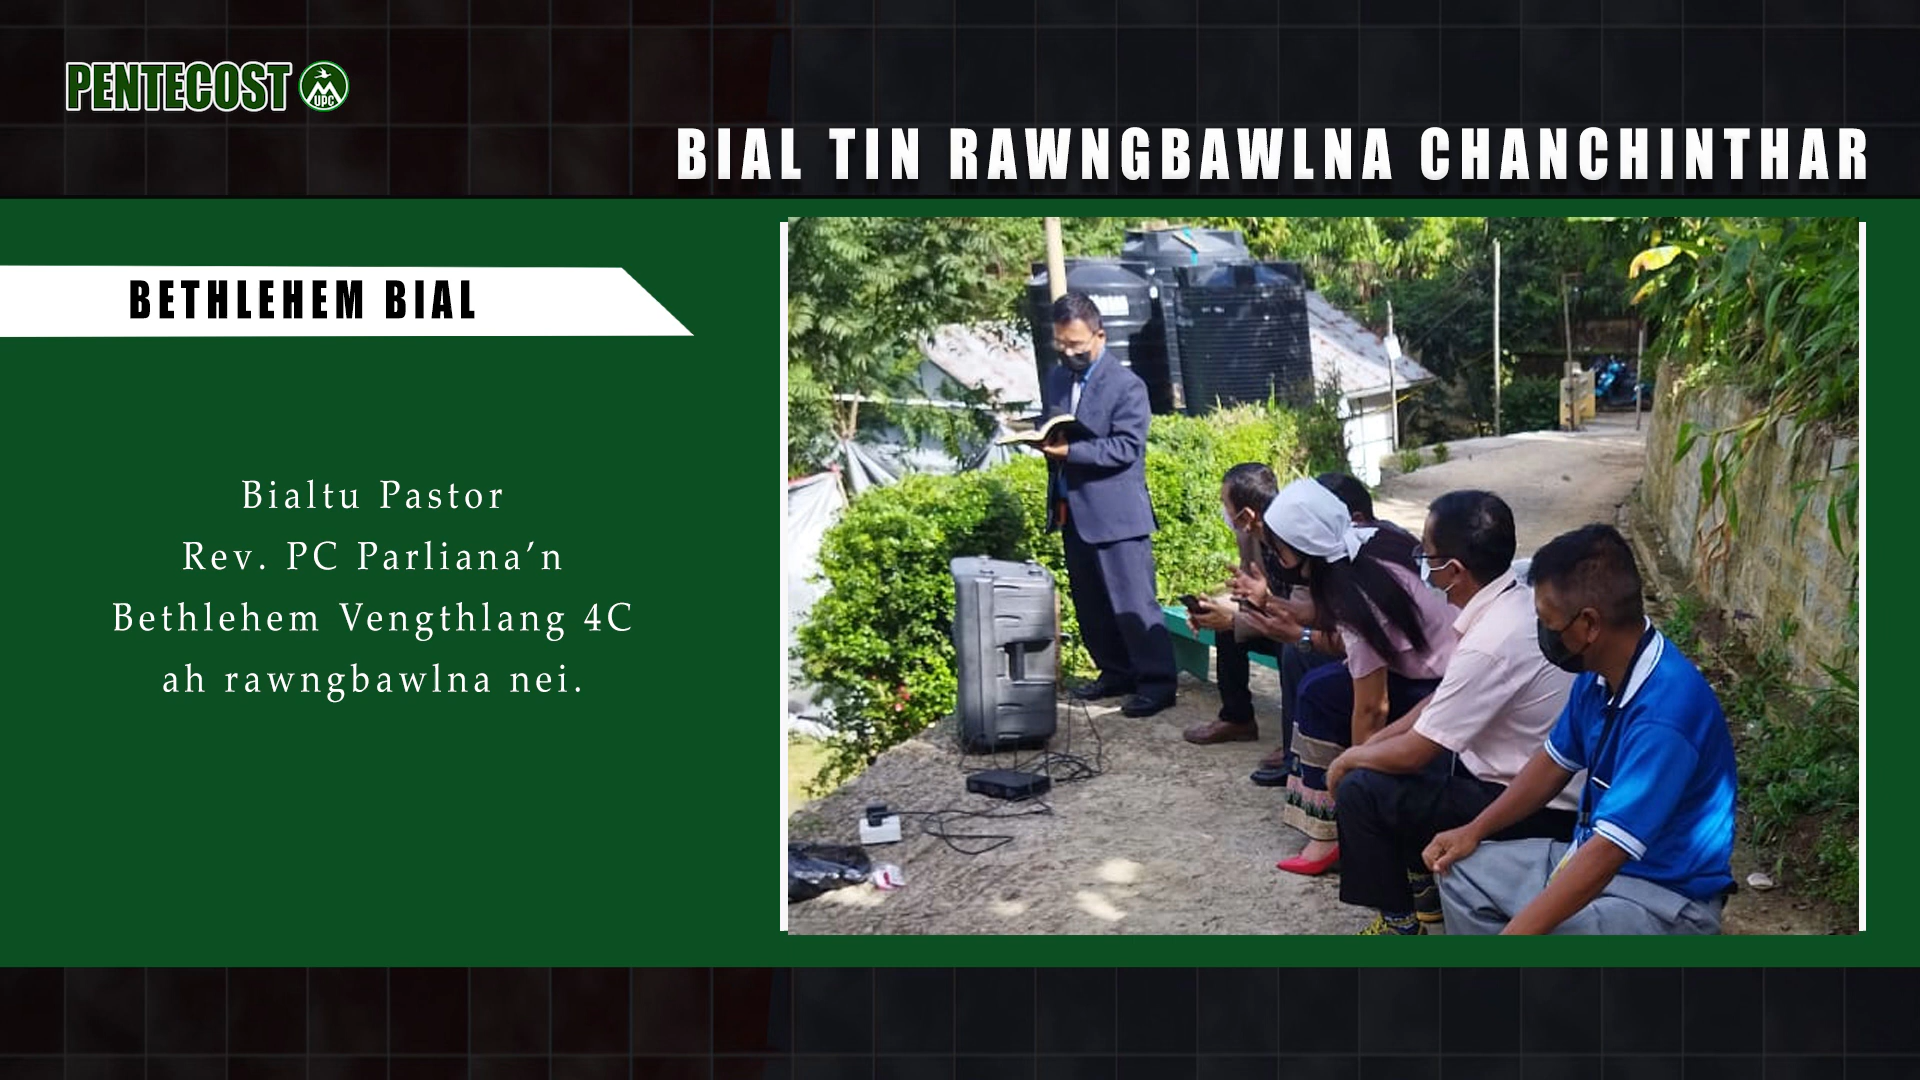 PENTECOST
UPC
BIAL TIN RAWNGBAWLNA CHANCHINTHAR
BETHLEHEM BIAL
Bialtu Pastor
Rev. PC Parliana’n
Bethlehem Vengthlang 4C
ah rawngbawlna nei.